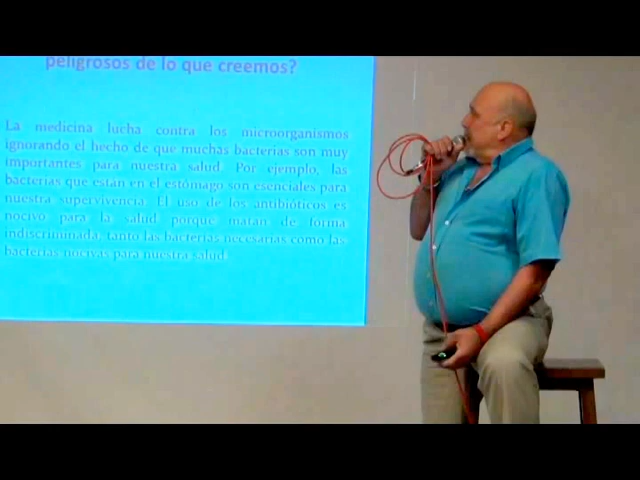 peligrosos de lo que creemos?
La medicina lucha contra los microorganismos
ignorando el hecho de que muchas bacterias son muy
importantes para nuestra salud. Por ejemplo, las
bacterias que están en el estómago son esenciales para
nuestra supervivencia. El uso de los antibióticos es
nocivo para la salud porque matan de forma
indiscriminada, tanto las bacterias necesarias como las
bacterias nocivas para nuestra salud.